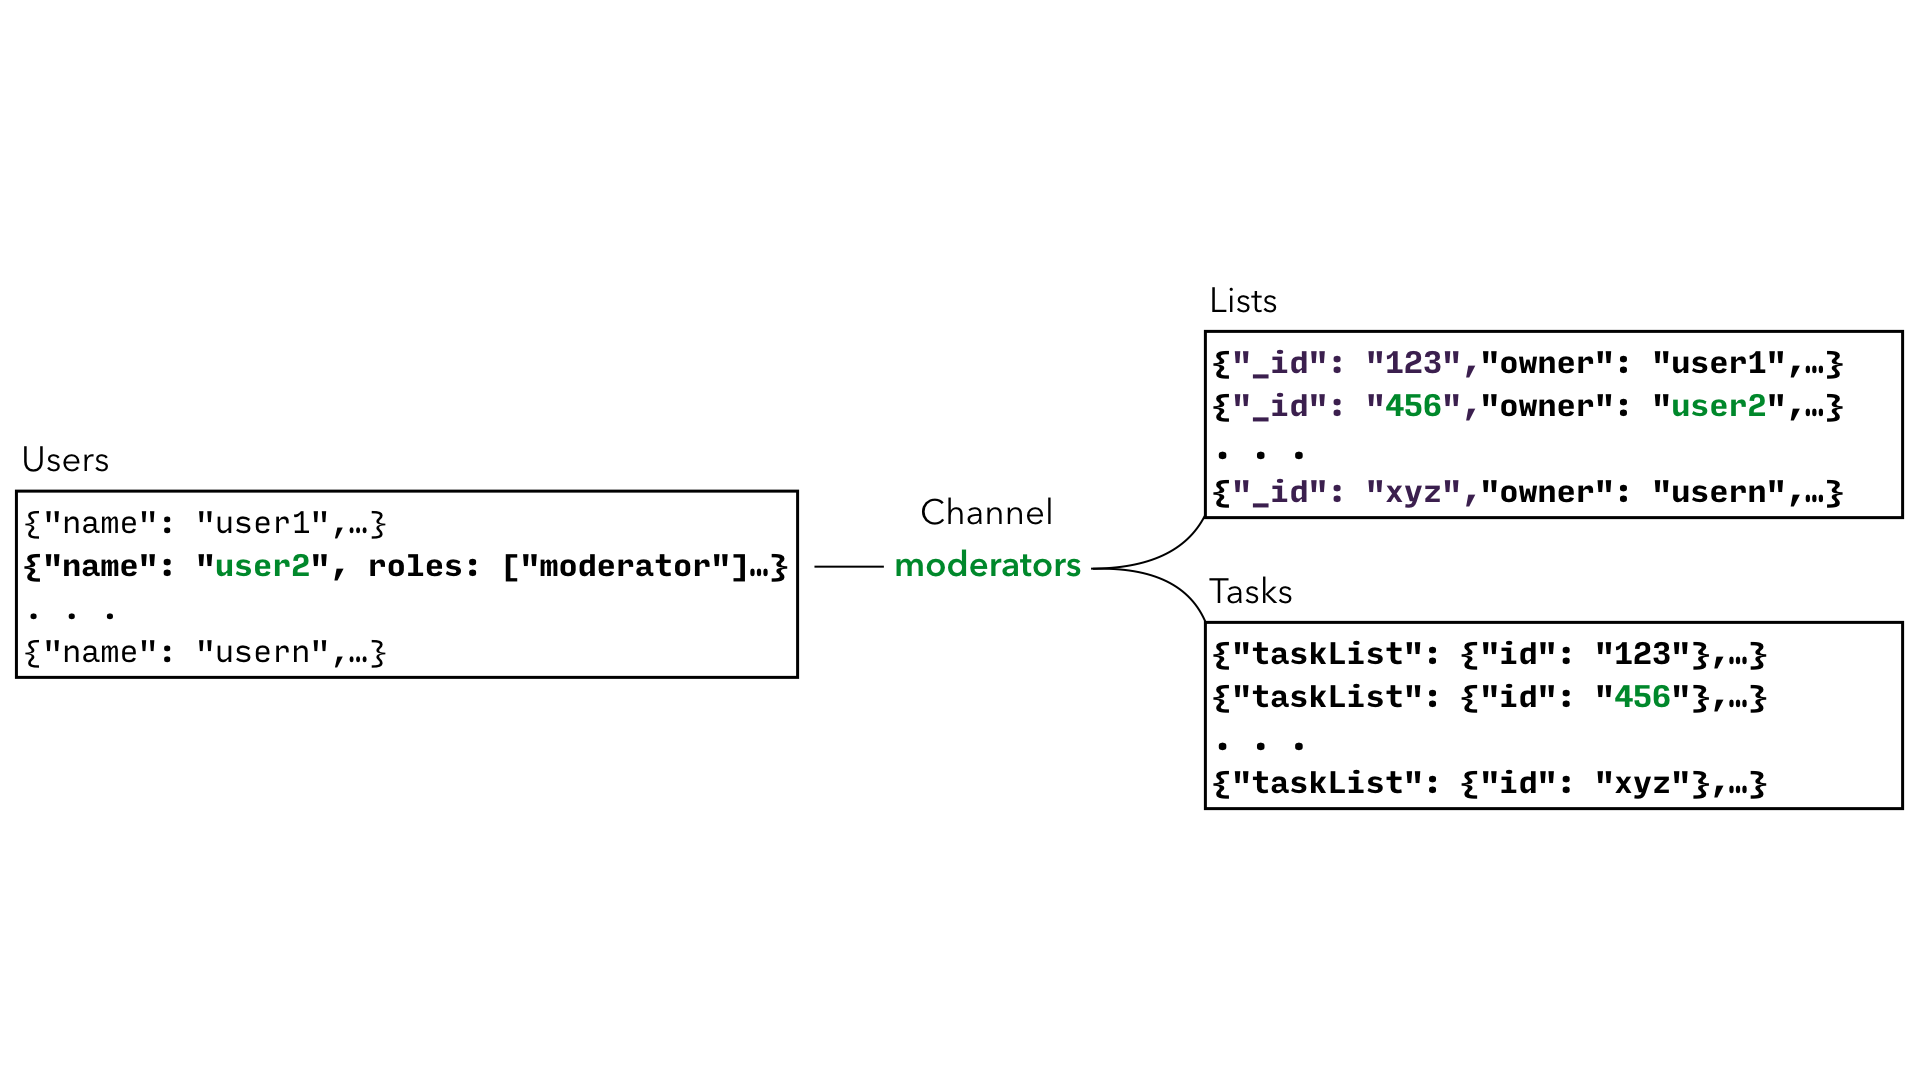 Users
{"name": "user1",…}
{"name": "user2", roles: ["moderator"]…}
. . .
{"name": "usern",…}
Channel
moderators
Lists
{"_id": "123","owner": "user1",…}
{"_id": "456","owner": "user2",…}
. . .
{"_id": "xyz","owner": "usern",…}
Tasks
{"taskList": {"id": "123"},…}
{"taskList": {"id": "456"},…}
. . .
{"taskList": {"id": "xyz"},…}